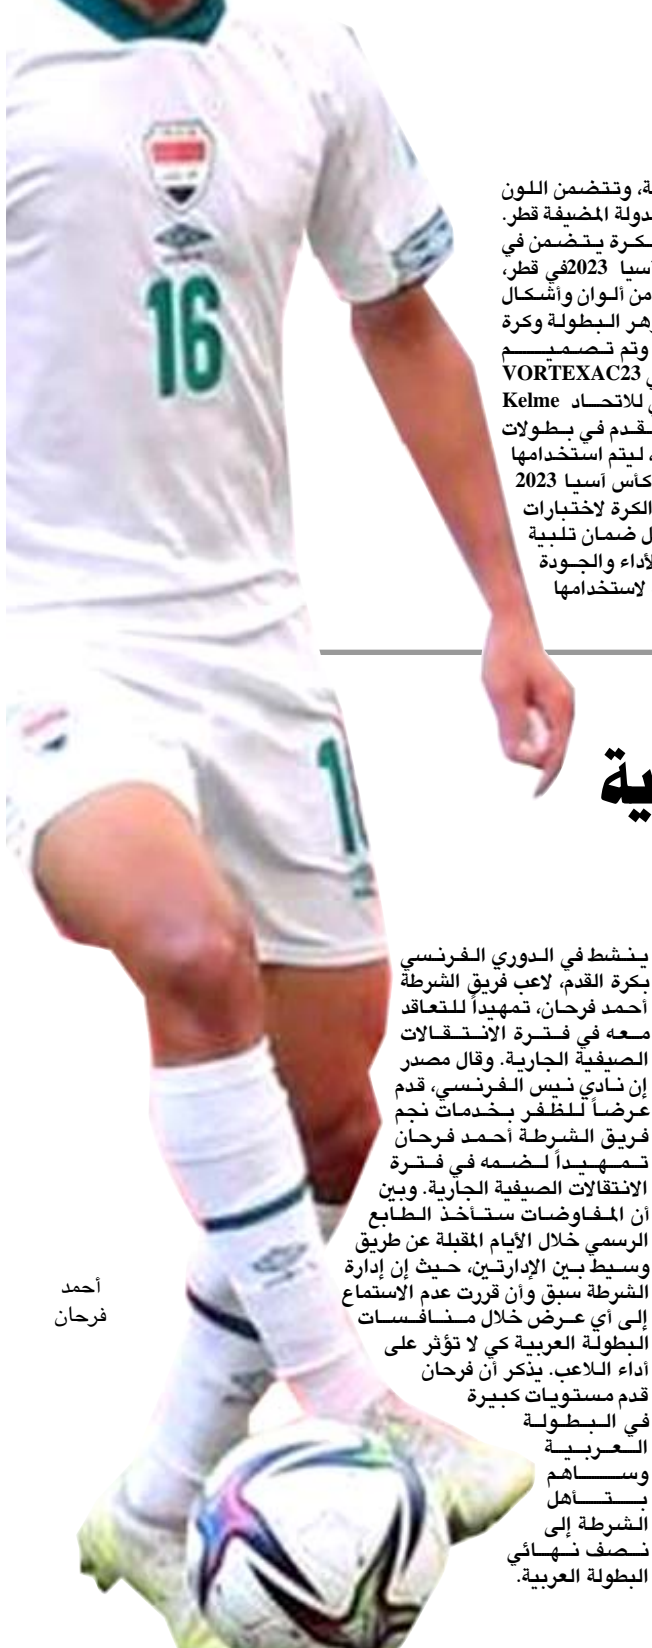 ة، وتتضمن اللون
دولة المضيفة قطر.
كرة يتضمن في
آسيا 2023في قطر،
من ألوان وأشكال
هر البطولة وكرة
وتم تصميم
VORTEXAC23 ي
ي للاتحاد Kelme
قدم في بطولات
، ليتم استخدامها
كأس آسيا 2023
الكرة لاختبارات
ل ضمان تلبية
لأداء والجودة
لاستخدامها
16
1
ية
ينشط في الدوري الفرنسي
بكرة القدم، لاعب فريق الشرطة
أحمد فرحان، تمهيداً للتعاقد
معه في فترة الانتقالات
الصيفية الجارية. وقال مصدر
إن نادي نيس الفرنسي، قدم
عرضاً للظفر بخدمات نجم
فريق الشرطة أحمد فرحان
تمهيداً لضمه في فترة
الانتقالات الصيفية الجارية. وبين
أن المفاوضات ستأخذ الطابع
الرسمي خلال الأيام المقبلة عن طريق
وسيط بين الإدارتين، حيث إن إدارة
الشرطة سبق وأن قررت عدم الاستماع
إلى أي عرض خلال منافسات
البطولة العربية كي لا تؤثر على
أداء اللاعب. يذكر أن فرحان
قدم مستويات كبيرة
في البطولة
العربية
وساهم
بتأهل
الشرطة إلى
نصف نهائي
البطولة العربية.
أحمد
فرحان